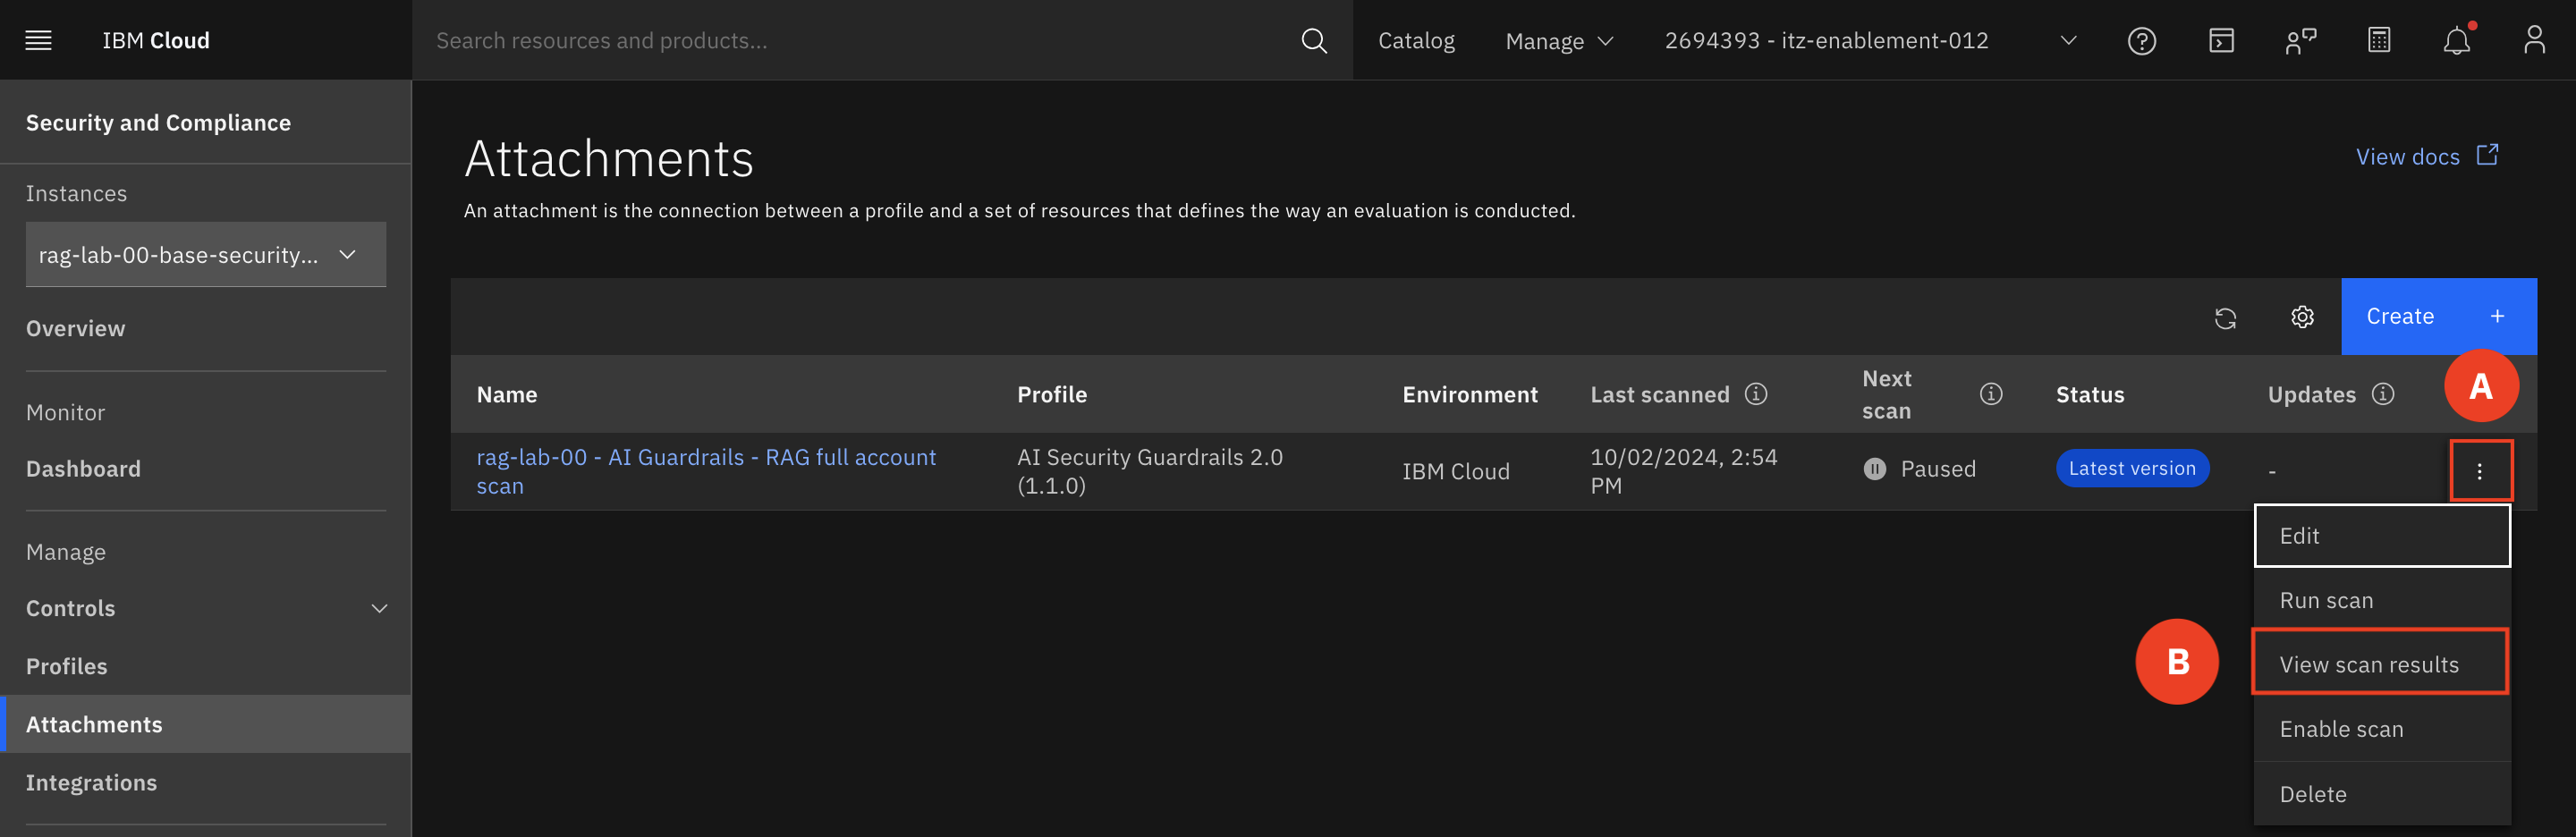 IBM Cloud
Search resources and products...
Catalog
Manage
2694393 - itz-enablement-012
Security and Compliance
Instances
rag-lab-00-base-security...
Overview
Monitor
Dashboard
Manage
Controls
Profiles
Attachments
Integrations
Attachments
View docs
An attachment is the connection between a profile and a set of resources that defines the way an evaluation is conducted.
Create +
Name
Profile
Environment
Last scanned
Next
scan
Status
Updates
A
rag-lab-00 - AI Guardrails - RAG full account
scan
AI Security Guardrails 2.0
(1.1.0)
IBM Cloud
10/02/2024, 2:54
PM
Paused
Latest version
-
Edit
Run scan
B
View scan results
Enable scan
Delete